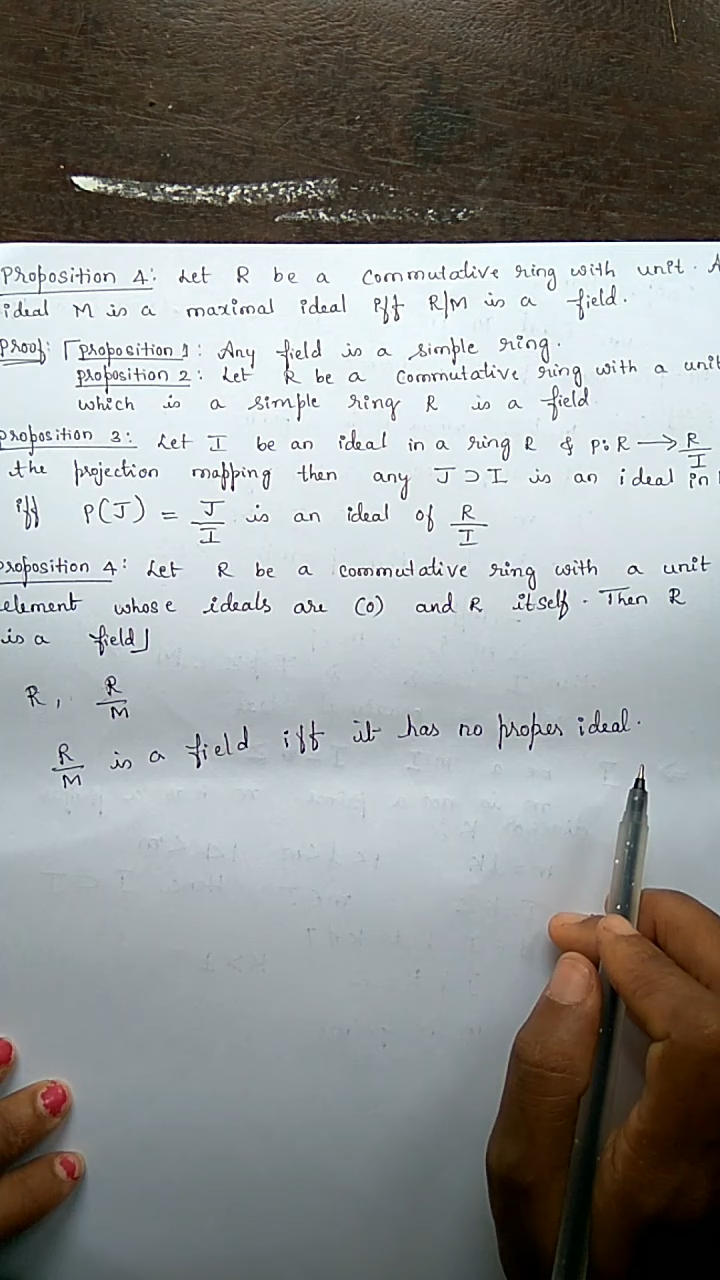 Proposition 4: Let R be a commutative ring with unit. A
ideal M is a maximal ideal iff R/M is a field.
Proof: ⌈Proposition 1: Any field is a simple ring.
Proposition 2: Let R be a commutative ring with a unit
which is a simple ring R is a field
Proposition 3: Let I be an ideal in a ring R & P: R → R/I
the projection mapping then any J ⊃ I is an ideal in
iff P(J) = J/I is an ideal of R/I
Proposition 4: Let R be a commutative ring with a unit
element whose ideals are (0) and R itself. Then R
is a field⌋
R, R/M
R/M is a field iff it has no proper ideal.